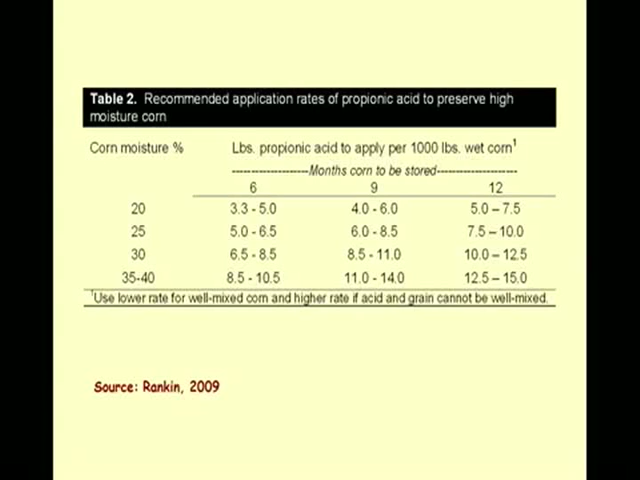 Table 2. Recommended application rates of propionic acid to preserve high
moisture corn
Corn moisture % Lbs. propionic acid to apply per 1000 lbs. wet corn¹
--------------------Months corn to be stored---------------------
6 9 12
20 3.3 - 5.0 4.0 - 6.0 5.0 – 7.5
25 5.0 - 6.5 6.0 - 8.5 7.5 – 10.0
30 6.5 - 8.5 8.5 - 11.0 10.0 – 12.5
35-40 8.5 - 10.5 11.0 - 14.0 12.5 – 15.0
¹Use lower rate for well-mixed corn and higher rate if acid and grain cannot be well-mixed.
Source: Rankin, 2009